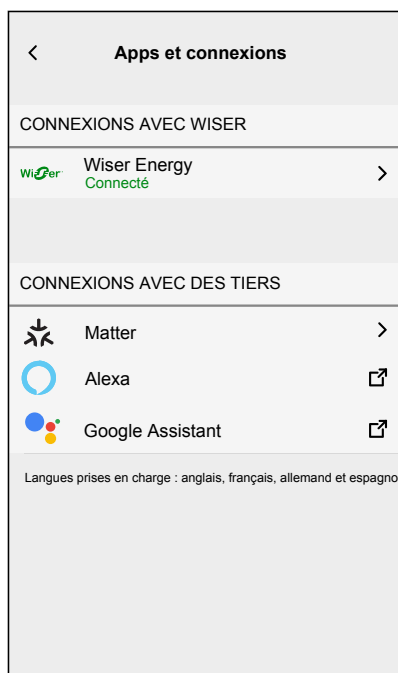 Apps et connexions
CONNEXIONS AVEC WISER
Wiser
Wiser Energy
Connecté
CONNEXIONS AVEC DES TIERS
Matter
Alexa
Google Assistant
Langues prises en charge : anglais, français, allemand et espagno